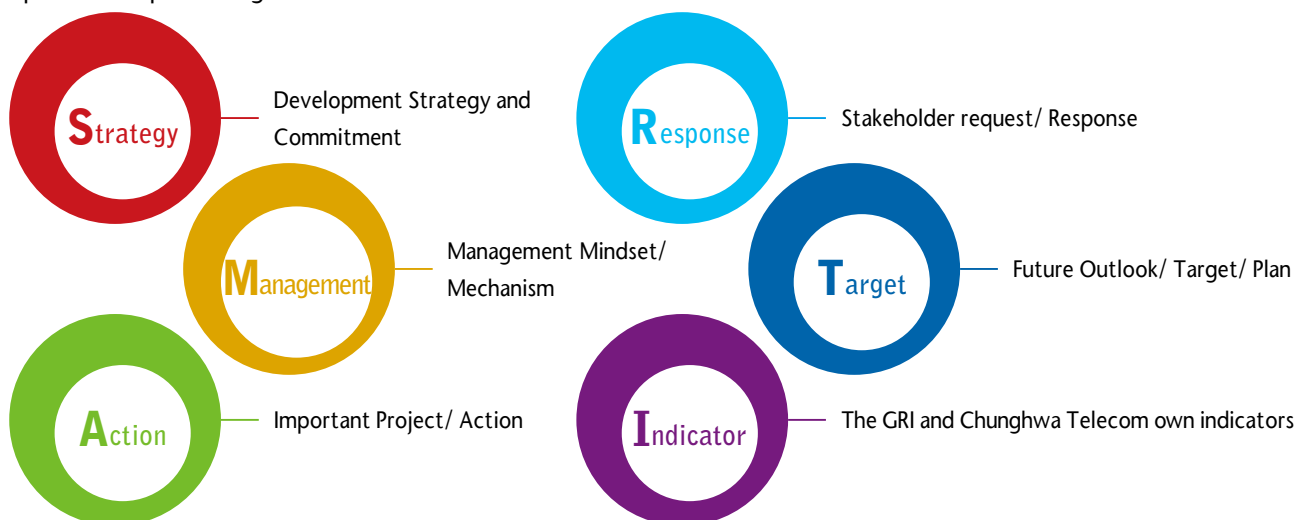 Strategy
Development Strategy and
Commitment
Management
Management Mindset/
Mechanism
Action
Important Project/ Action
Response
Stakeholder request/ Response
Target
Future Outlook/ Target/ Plan
Indicator
The GRI and Chunghwa Telecom own indicators